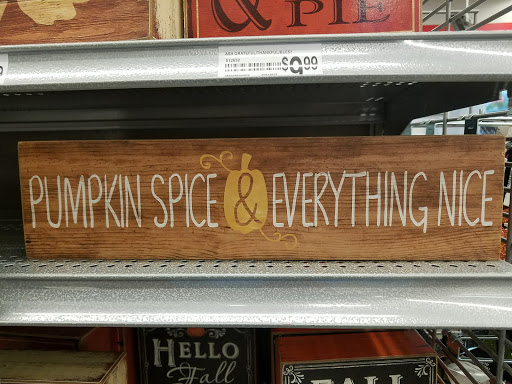 & PIE
$9.99
PUMPKIN SPICE & EVERYTHING NICE
HELLO
Fall
FALL